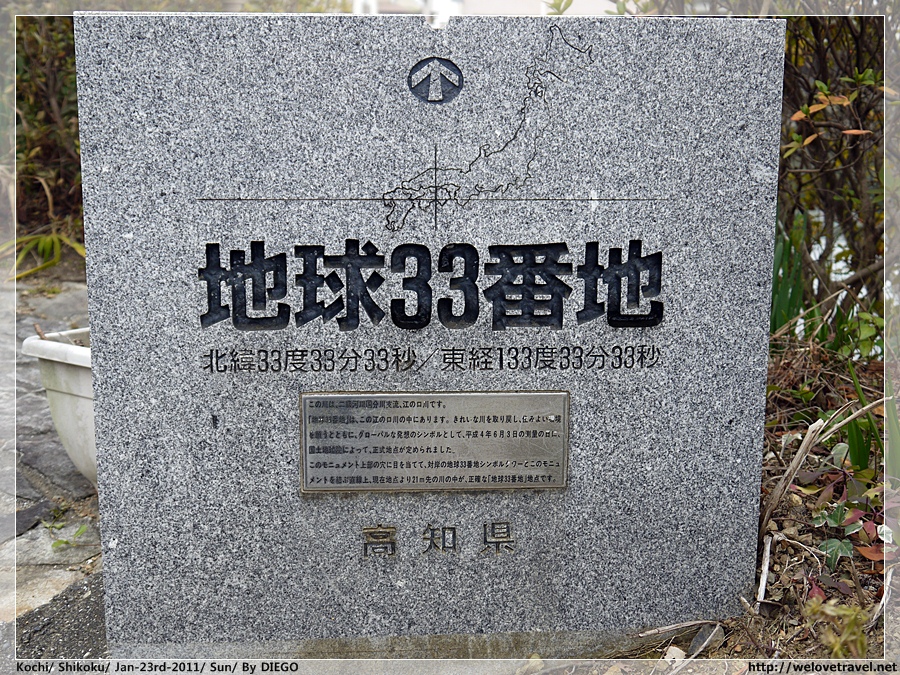 地球33番地
北緯33度33分33秒／東経133度33分33秒
この川は、二級河川国分川支流、江の口川です。
「地球33番地」は、この江の口川の中にあります。きれいな川を取り戻し、住みよい環境
を願うとともに、グローバルな発想のシンボルとして、平成4年6月3日の測量の日に、
国土地理院によって、正式地点が定められました。
このモニュメント上部の穴に目を当てて、対岸の地球33番地シンボルタワーとこのモニュ
メントを結ぶ直線上、現在地点より21m先の川の中が、正確な「地球33番地」地点です。
高知県
Kochi/ Shikoku/ Jan-23rd-2011/ Sun/ By DIEGO
http://welovetravel.net